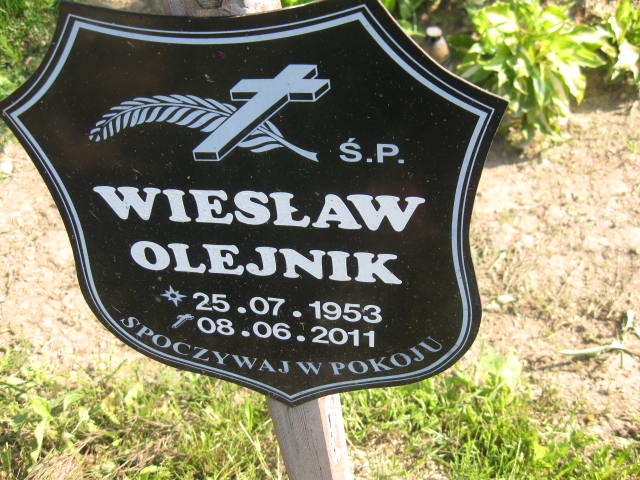 Ś.P.
WIESŁAW
OLEJNIK
25.07.1953
08.06.2011
SPOCZYWAJ W POKOJU